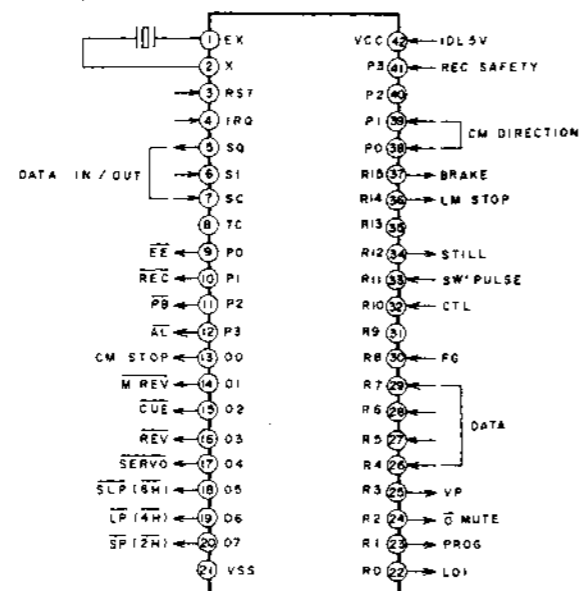 1 EX VCC 42 IDL 5V
2 X P3 41 REC SAFETY
3 RST P2 40
4 IRQ P1 39
CM DIRECTION
5 SO P0 38
DATA IN / OUT 6 SI R15 37 BRAKE
7 SC R14 36 LM STOP
8 TC R13 35
EE 9 P0 R12 34 STILL
REC 10 P1 R11 33 SW' PULSE
PB 11 P2 R10 32 CTL
AL 12 P3 R9 31
CM STOP 13 O0 R8 30 FG
M REV 14 O1 R7 29
CUE 15 O2 R6 28
DATA
REV 16 O3 R5 27
SERVO 17 O4 R4 26
SLP (6H) 18 O5 R3 25 VP
LP (4H) 19 O6 R2 24 MUTE
SP (2H) 20 O7 R1 23 PROG
21 VSS R0 22